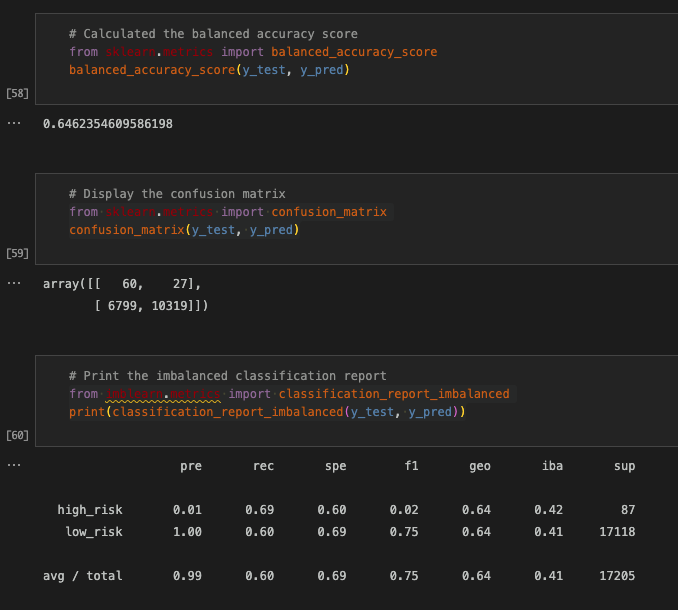 # Calculated the balanced accuracy score
from sklearn.metrics import balanced_accuracy_score
balanced_accuracy_score(y_test, y_pred)
[58]
... 0.6462354609586198
# Display the confusion matrix
from sklearn.metrics import confusion_matrix
confusion_matrix(y_test, y_pred)
[59]
... array([[   60,    27],
       [ 6799, 10319]])
# Print the imbalanced classification report
from imblearn.metrics import classification_report_imbalanced
print(classification_report_imbalanced(y_test, y_pred))
[60]
... pre rec spe f1 geo iba sup
high_risk 0.01 0.69 0.60 0.02 0.64 0.42 87
low_risk 1.00 0.60 0.69 0.75 0.64 0.41 17118
avg / total 0.99 0.60 0.69 0.75 0.64 0.41 17205